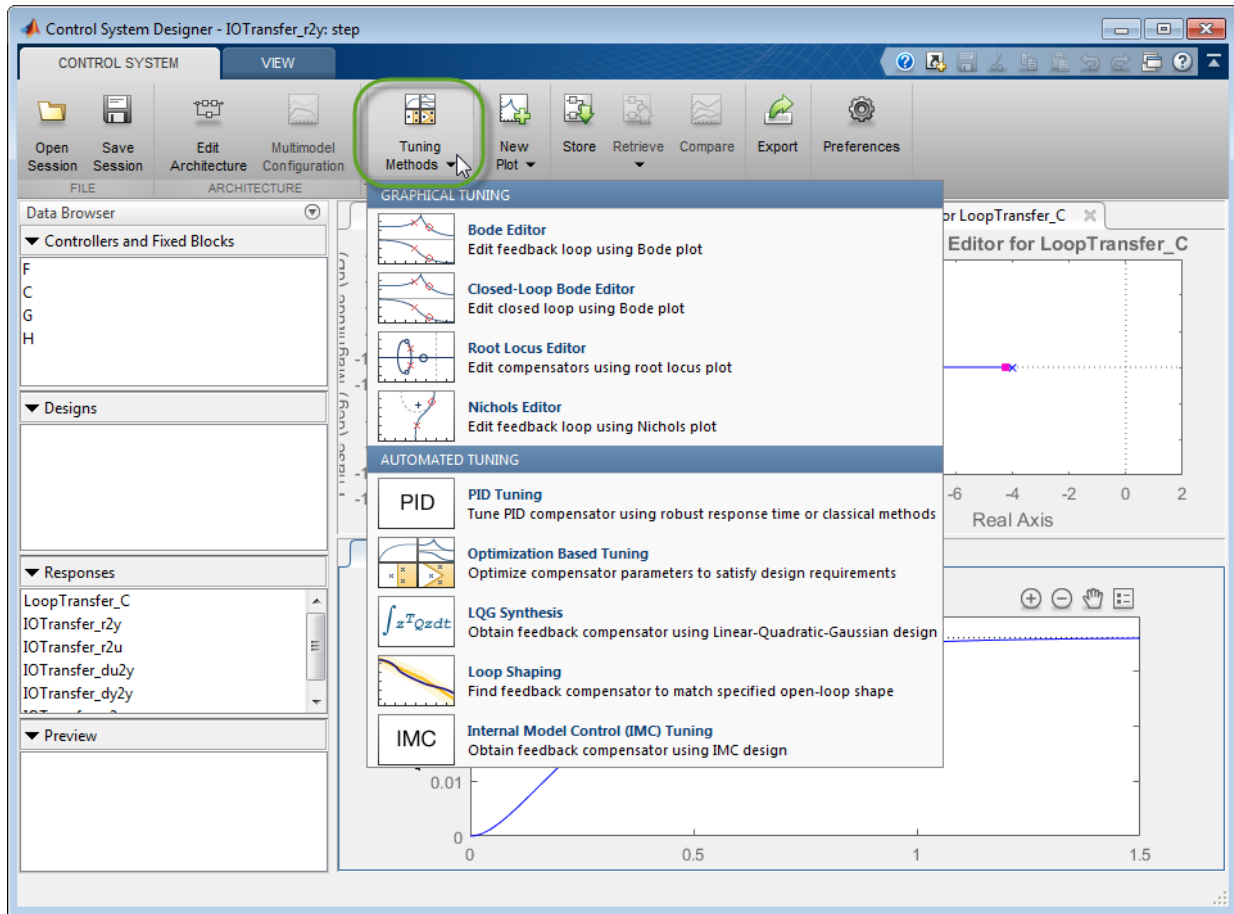 Control System Designer - IOTransfer_r2y: step
CONTROL SYSTEM
VIEW
Open Session
Save Session
Edit Architecture
Multimodel Configuration
Tuning Methods
New Plot
Store
Retrieve
Compare
Export
Preferences
FILE
ARCHITECTURE
Data Browser
Controllers and Fixed Blocks
F
C
G
H
Designs
Responses
LoopTransfer_C
IOTransfer_r2y
IOTransfer_r2u
IOTransfer_du2y
IOTransfer_dy2y
Preview
GRAPHICAL TUNING
Bode Editor
Edit feedback loop using Bode plot
Closed-Loop Bode Editor
Edit closed loop using Bode plot
Root Locus Editor
Edit compensators using root locus plot
Nichols Editor
Edit feedback loop using Nichols plot
AUTOMATED TUNING
PID
PID Tuning
Tune PID compensator using robust response time or classical methods
Optimization Based Tuning
Optimize compensator parameters to satisfy design requirements
∫zᵀQzdt
LQG Synthesis
Obtain feedback compensator using Linear-Quadratic-Gaussian design
Loop Shaping
Find feedback compensator to match specified open-loop shape
IMC
Internal Model Control (IMC) Tuning
Obtain feedback compensator using IMC design
or LoopTransfer_C
Editor for LoopTransfer_C
-6 -4 -2 0 2
Real Axis
0.01
0
0 0.5 1 1.5